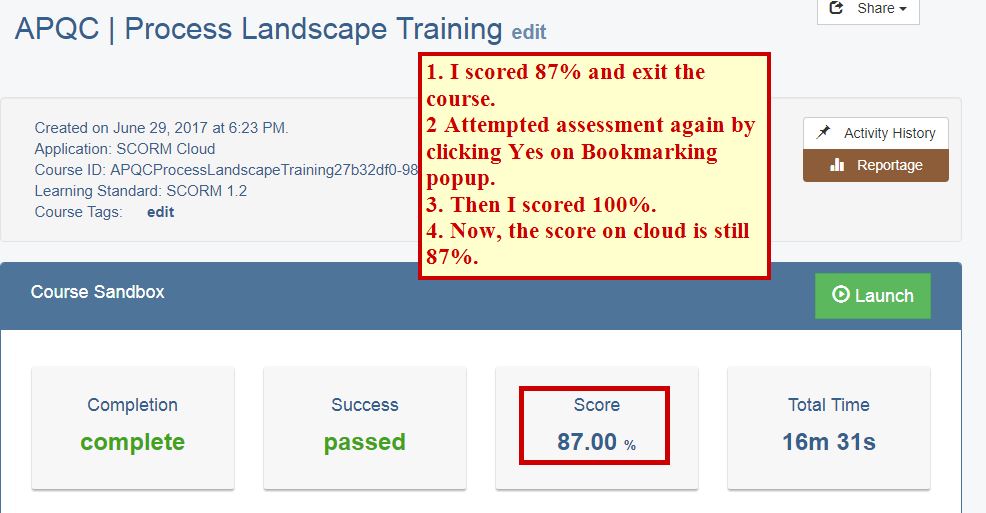 Share
APQC | Process Landscape Training edit
1. I scored 87% and exit the
course.
2 Attempted assessment again by
clicking Yes on Bookmarking
popup.
3. Then I scored 100%.
4. Now, the score on cloud is still
87%.
Created on June 29, 2017 at 6:23 PM.
Application: SCORM Cloud
Course ID: APQCProcessLandscapeTraining27b32df0-98
Learning Standard: SCORM 1.2
Course Tags: edit
Activity History
Reportage
Course Sandbox
Launch
Completion
complete
Success
passed
Score
87.00 %
Total Time
16m 31s